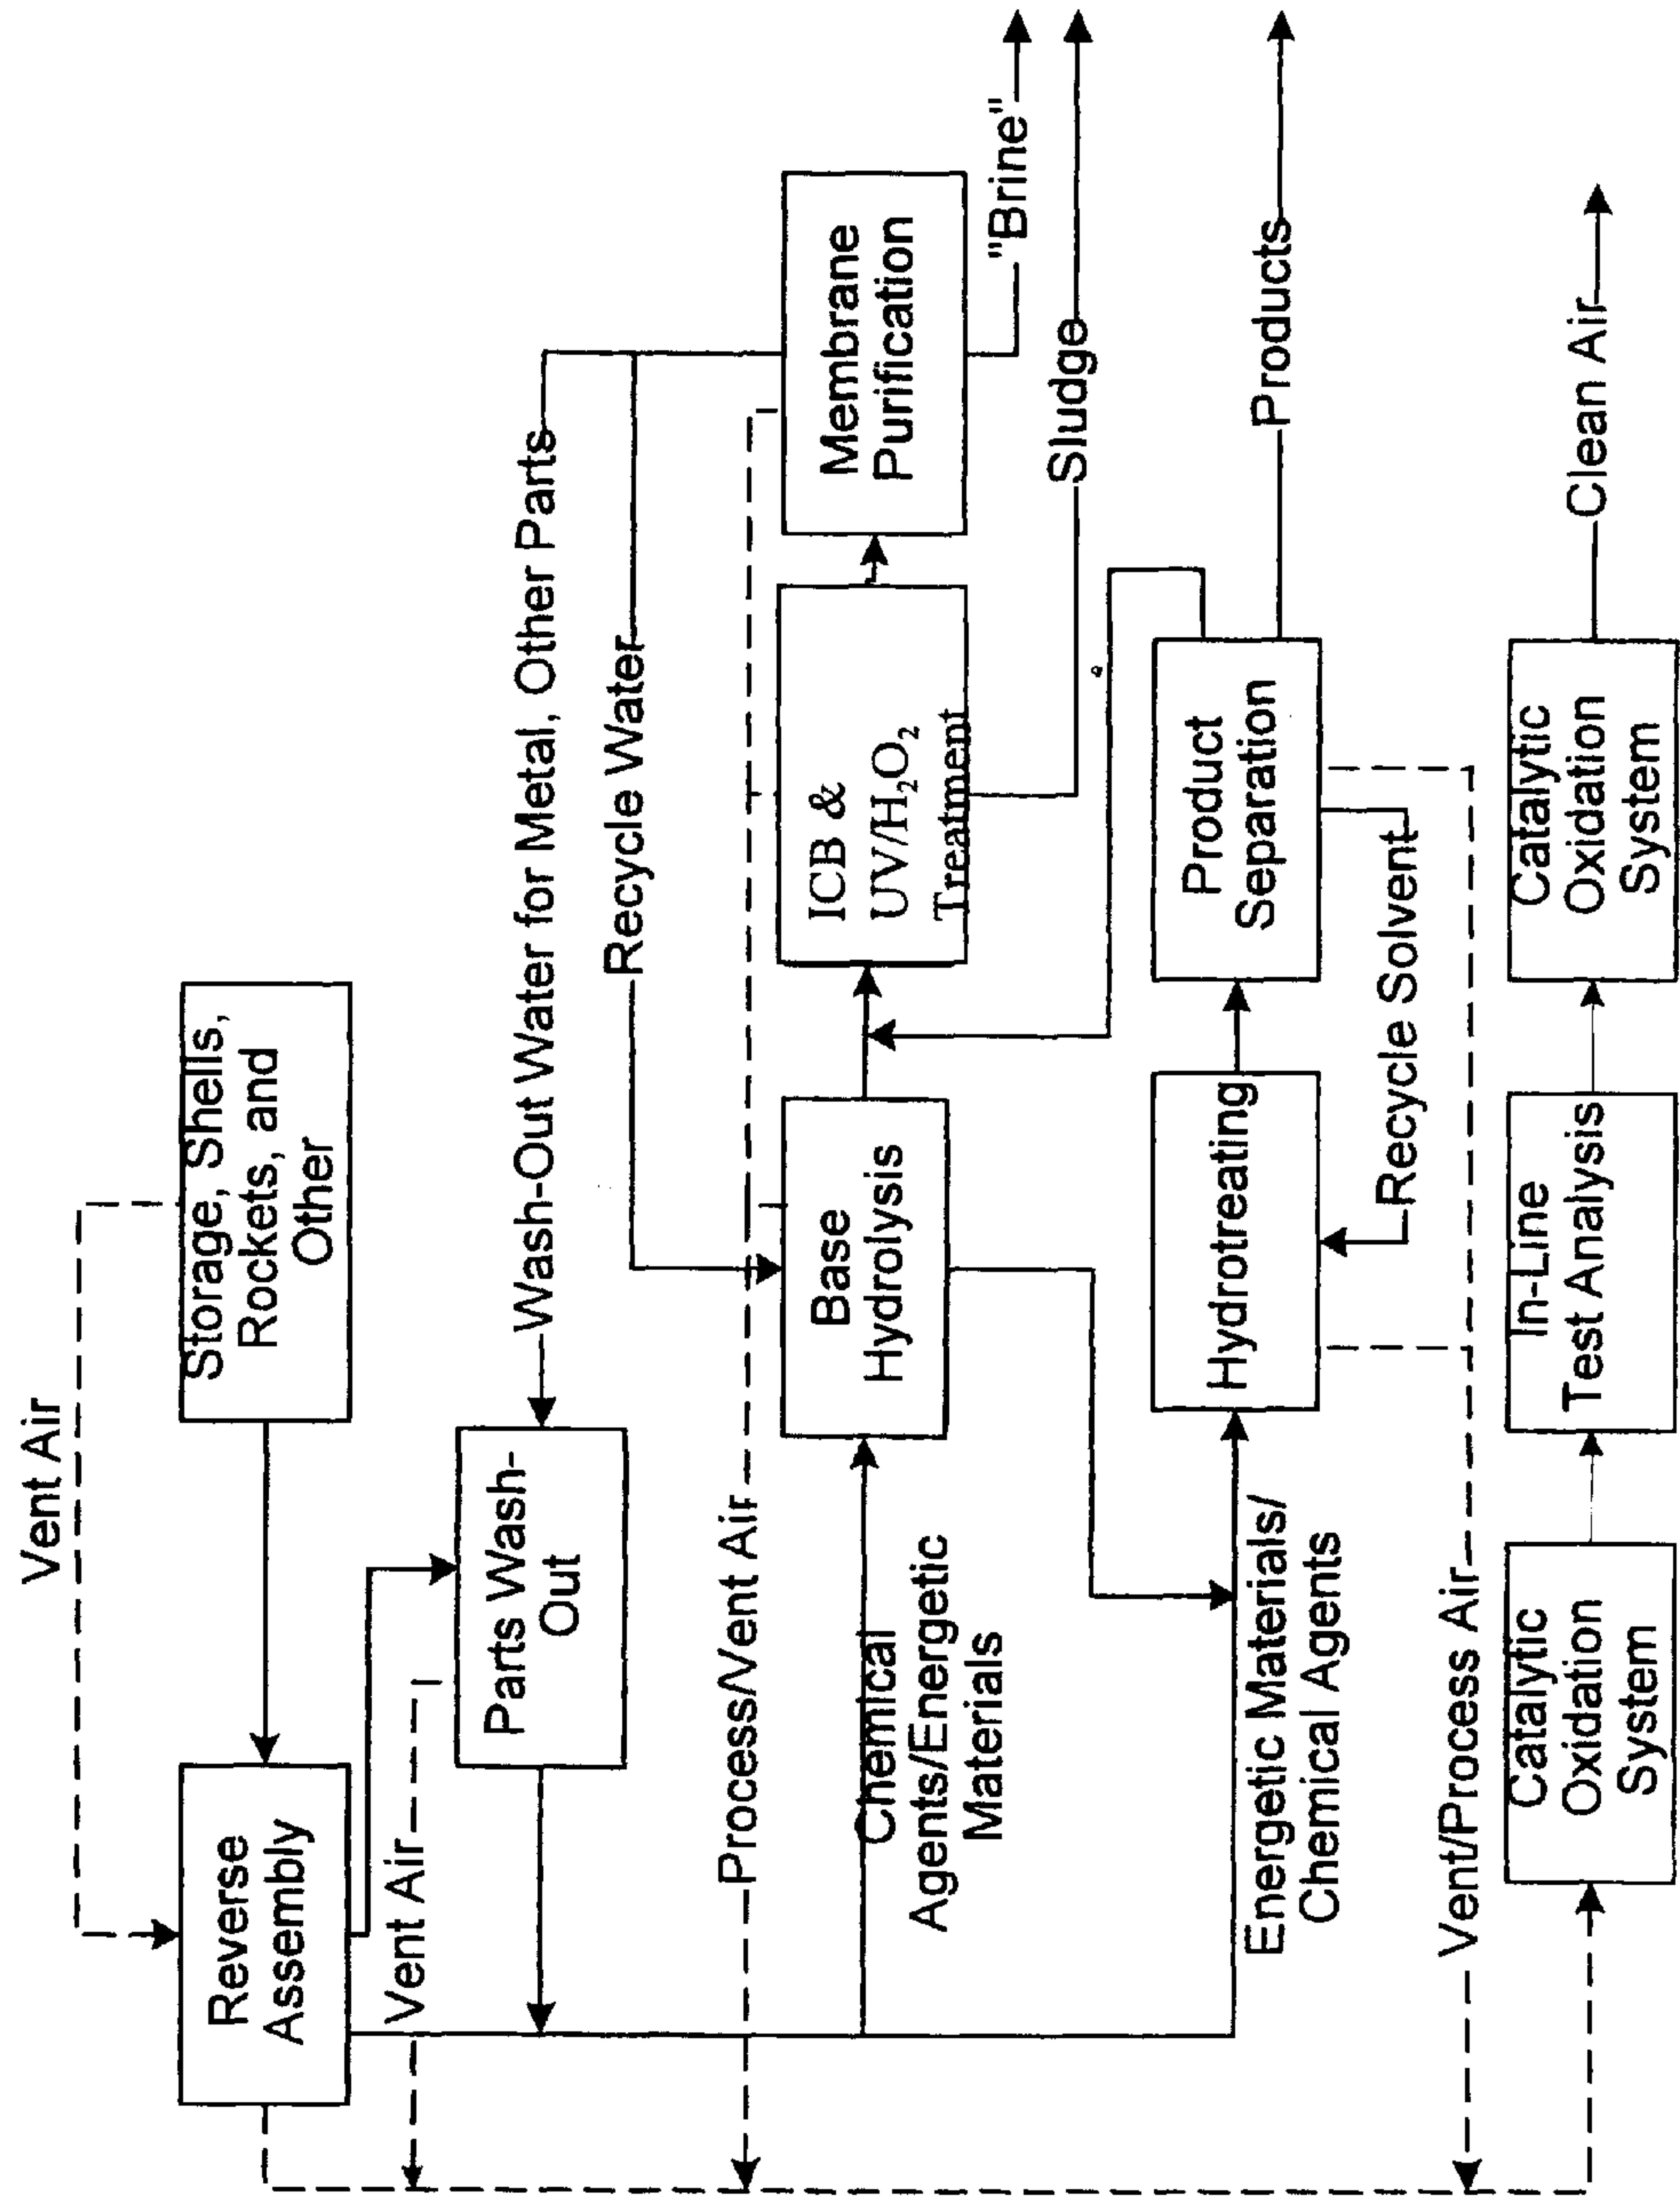 Vent Air
Storage, Shells,
Rockets, and
Other
Reverse
Assembly
Vent Air
Parts Wash-
Out
Wash-Out Water for Metal, Other Parts
Recycle Water
Process/Vent Air
Chemical
Agents/Energetic
Materials
Base
Hydrolysis
ICB &
UV/H₂O₂
Treatment
Membrane
Purification
"Brine"
Sludge
Energetic Materials/
Chemical Agents
Hydrotreating
Product
Separation
Products
Recycle Solvent
Vent/Process Air
Catalytic
Oxidation
System
In-Line
Test Analysis
Catalytic
Oxidation
System
Clean Air